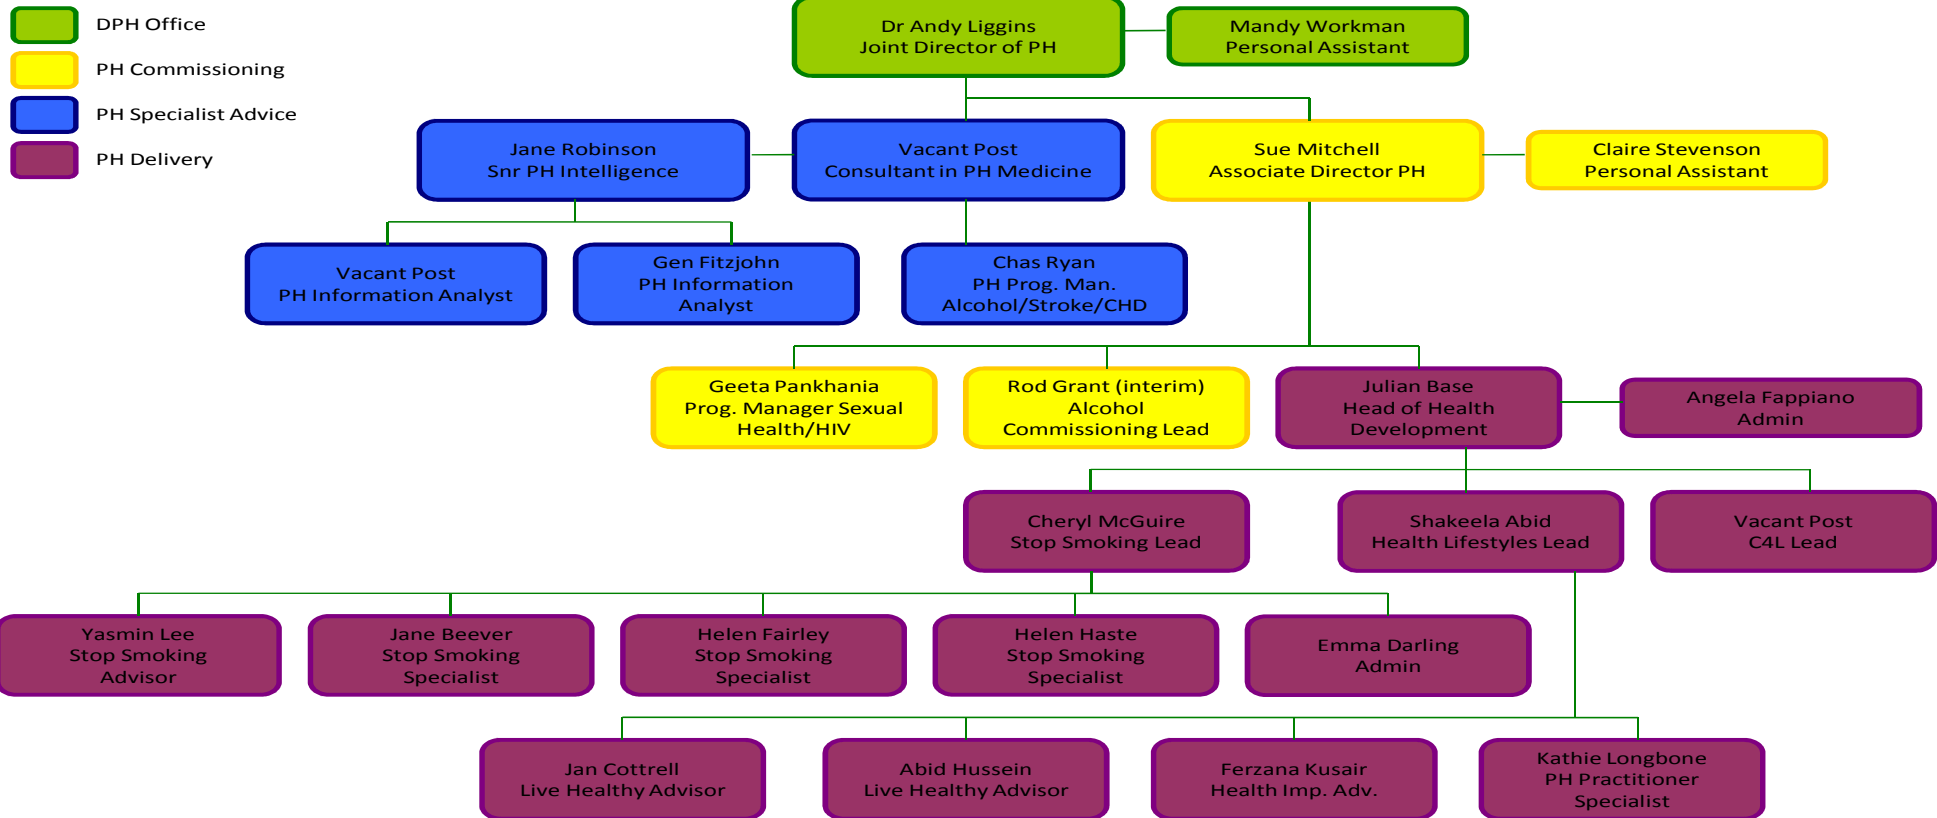 DPH Office
PH Commissioning
PH Specialist Advice
PH Delivery
Dr Andy Liggins
Joint Director of PH
Mandy Workman
Personal Assistant
Jane Robinson
Snr PH Intelligence
Vacant Post
Consultant in PH Medicine
Sue Mitchell
Associate Director PH
Claire Stevenson
Personal Assistant
Vacant Post
PH Information Analyst
Gen Fitzjohn
PH Information
Analyst
Chas Ryan
PH Prog. Man.
Alcohol/Stroke/CHD
Geeta Pankhania
Prog. Manager Sexual
Health/HIV
Rod Grant (interim)
Alcohol
Commissioning Lead
Julian Base
Head of Health
Development
Angela Fappiano
Admin
Cheryl McGuire
Stop Smoking Lead
Shakeela Abid
Health Lifestyles Lead
Vacant Post
C4L Lead
Yasmin Lee
Stop Smoking
Advisor
Jane Beever
Stop Smoking
Specialist
Helen Fairley
Stop Smoking
Specialist
Helen Haste
Stop Smoking
Specialist
Emma Darling
Admin
Jan Cottrell
Live Healthy Advisor
Abid Hussein
Live Healthy Advisor
Ferzana Kusair
Health Imp. Adv.
Kathie Longbone
PH Practitioner
Specialist